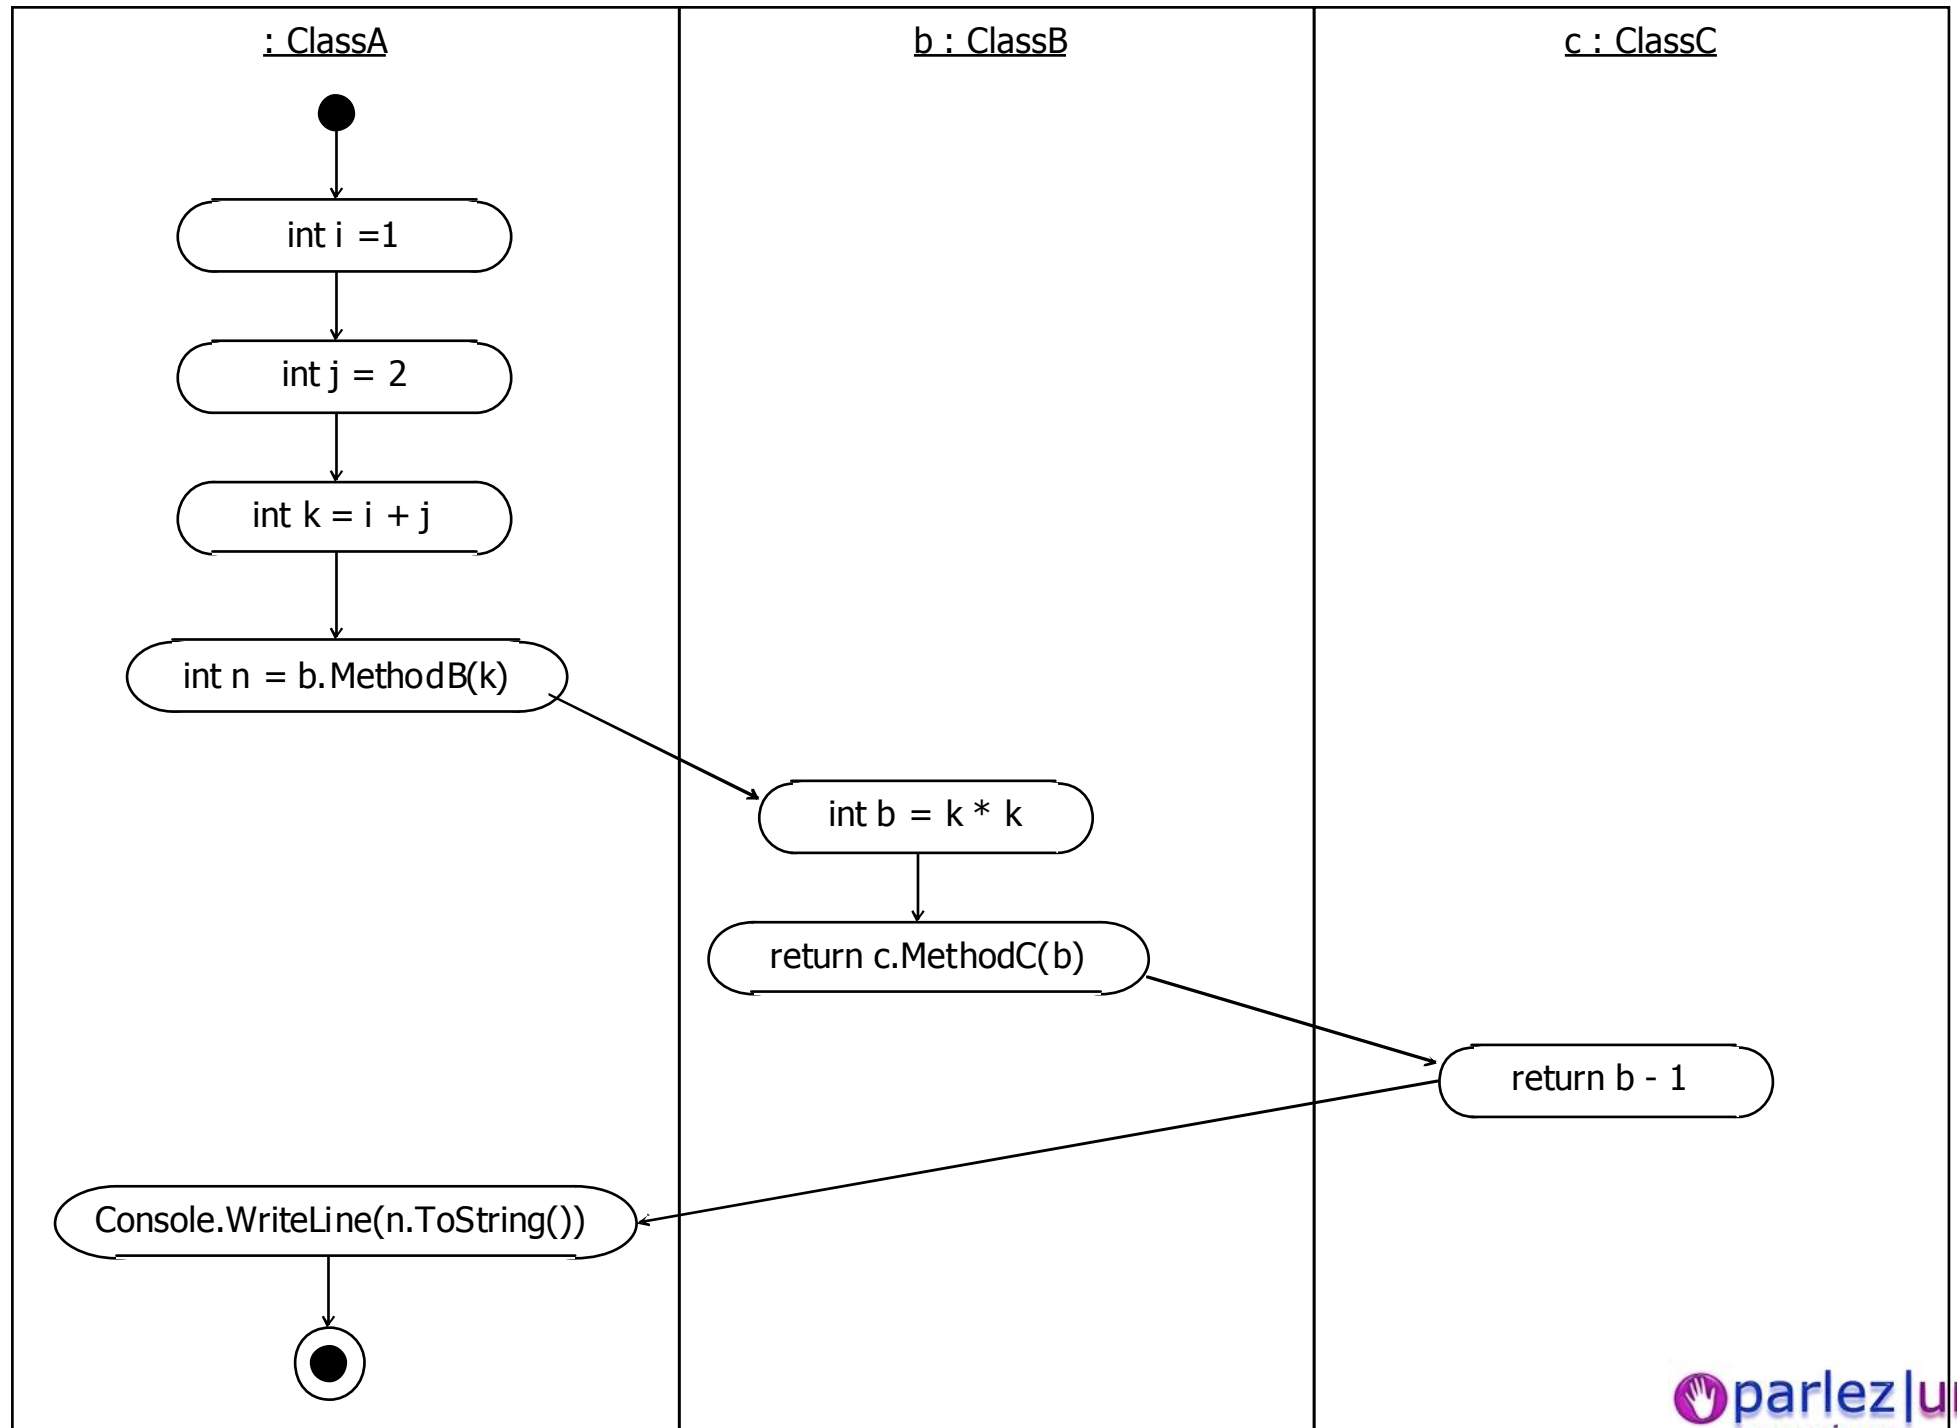 : ClassA
b : ClassB
c : ClassC
int i =1
int j = 2
int k = i + j
int n = b.MethodB(k)
int b = k * k
return c.MethodC(b)
return b - 1
Console.WriteLine(n.ToString())
parlez|u